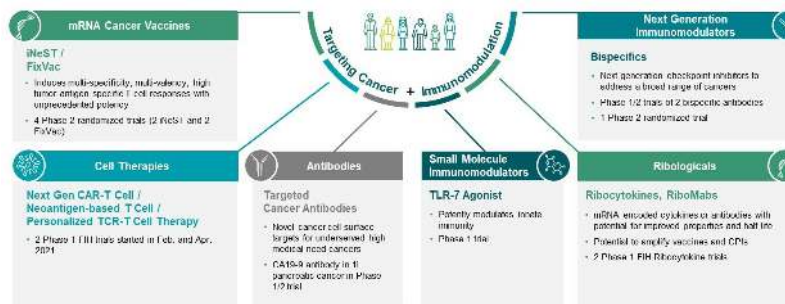 mRNA Cancer Vaccines
iNeST /
FixVac
• Induces multi-specificity, multi-valency, high
tumor antigen specific T cell responses with
unprecedented potency
• 4 Phase 2 randomized trials (2 iNeST and 2
FixVac)
Targeting Cancer + Immunomodulation
Next Generation
Immunomodulators
Bispecifics
• Next generation checkpoint inhibitors to
address a broad range of cancers
• Phase 1/2 trials of 2 bispecific antibodies
• 1 Phase 2 randomized trial
Cell Therapies
Next Gen CAR-T Cell /
Neoantigen-based T Cell /
Personalized TCR-T Cell Therapy
• 2 Phase 1 FIH trials started in Feb. and Apr.
2021
Antibodies
Targeted
Cancer Antibodies
• Novel cancer cell surface
targets for underserved high
medical need cancers
• CA19-9 antibody in 1l
pancreatic cancer in Phase
1/2 trial
Small Molecule
Immunomodulators
TLR-7 Agonist
• Potently modulates innate
immunity
• Phase 1 trial
Ribologicals
Ribocytokines, RiboMabs
• mRNA encoded cytokines or antibodies with
potential for improved properties and half life
• Potential to amplify vaccines and CPIs
• 2 Phase 1 FIH Ribocytokine trials